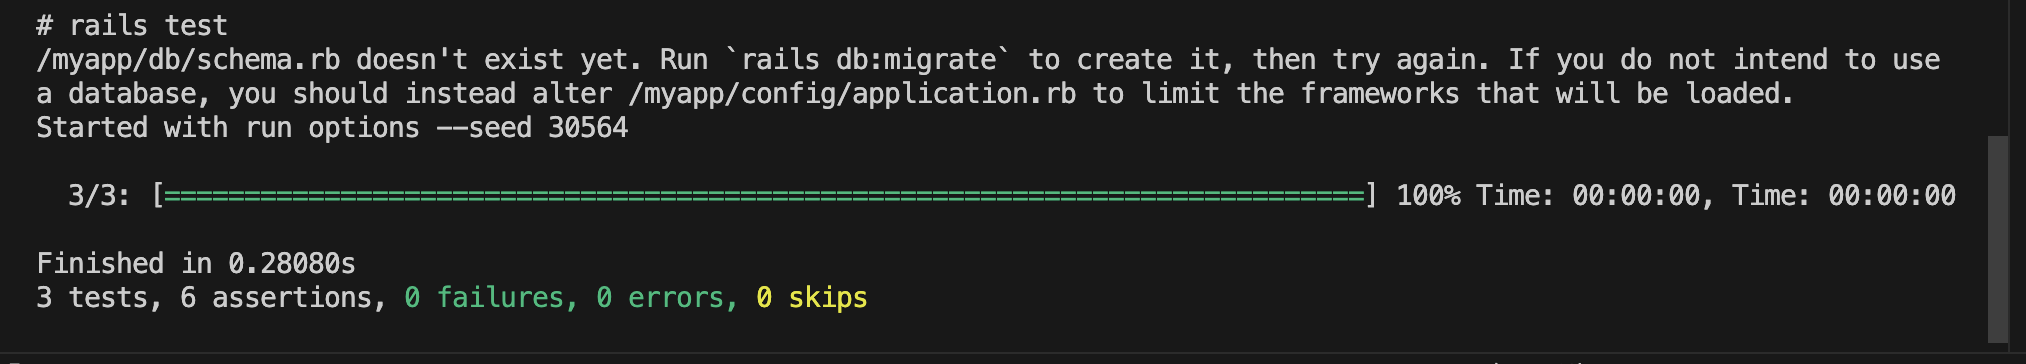 # rails test
/myapp/db/schema.rb doesn't exist yet. Run `rails db:migrate` to create it, then try again. If you do not intend to use
a database, you should instead alter /myapp/config/application.rb to limit the frameworks that will be loaded.
Started with run options --seed 30564
3/3: [===========================================================================] 100% Time: 00:00:00, Time: 00:00:00
Finished in 0.28080s
3 tests, 6 assertions, 0 failures, 0 errors, 0 skips